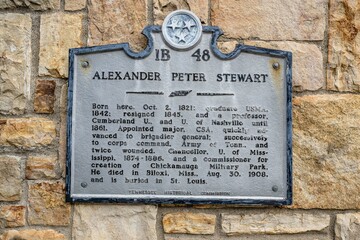 1B 48
ALEXANDER PETER STEWART
Born here, Oct. 2, 1821; graduate USMA,
1842; resigned 1845, and a professor,
Cumberland U., and U. of Nashville until
1861. Appointed major, CSA, quickly ad-
vanced to brigadier general; successively
to corps command, Army of Tenn., and
twice wounded. Chancellor, U. of Miss-
issippi, 1874-1886, and a commissioner for
creation of Chickamauga Military Park.
He died in Biloxi, Miss., Aug. 30, 1908,
and is buried in St. Louis.
TENNESSEE HISTORICAL COMMISSION